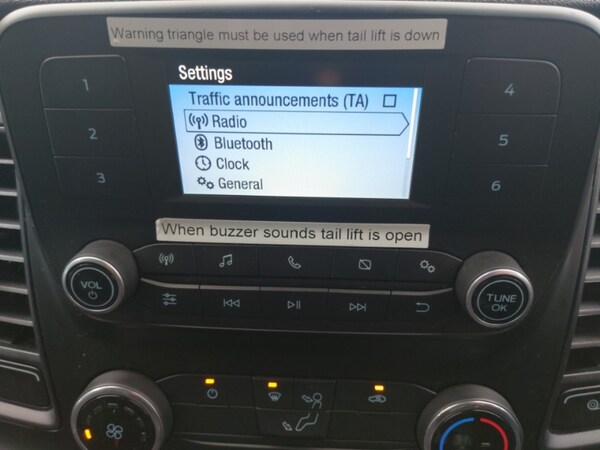 Warning triangle must be used when tail lift is down
Settings
Traffic announcements (TA)
Radio
Bluetooth
Clock
General
1
2
3
4
5
6
When buzzer sounds tail lift is open
VOL
TUNE
OK